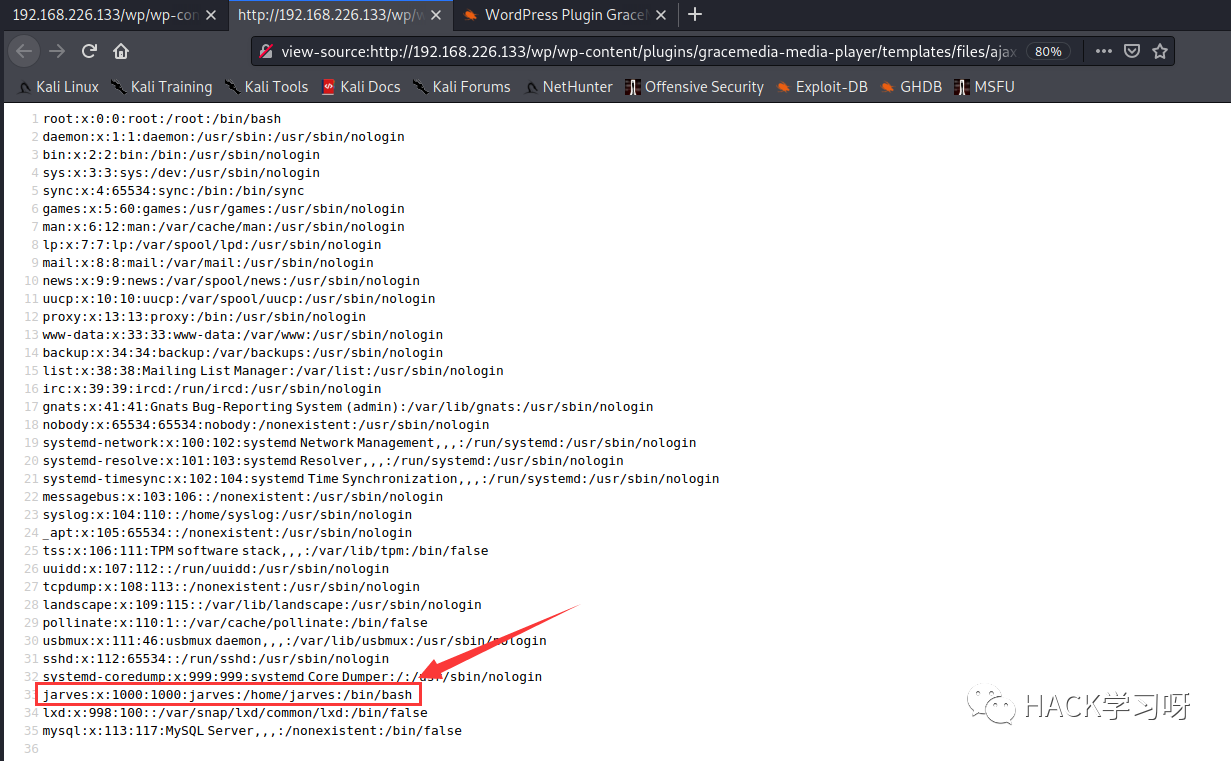 192.168.226.133/wp/wp-con
http://192.168.226.133/wp/w
WordPress Plugin GraceM
view-source:http://192.168.226.133/wp/wp-content/plugins/gracemedia-media-player/templates/files/ajax
80%
Kali Linux
Kali Training
Kali Tools
Kali Docs
Kali Forums
NetHunter
Offensive Security
Exploit-DB
GHDB
MSFU
1 root:x:0:0:root:/root:/bin/bash
2 daemon:x:1:1:daemon:/usr/sbin:/usr/sbin/nologin
3 bin:x:2:2:bin:/bin:/usr/sbin/nologin
4 sys:x:3:3:sys:/dev:/usr/sbin/nologin
5 sync:x:4:65534:sync:/bin:/bin/sync
6 games:x:5:60:games:/usr/games:/usr/sbin/nologin
7 man:x:6:12:man:/var/cache/man:/usr/sbin/nologin
8 lp:x:7:7:lp:/var/spool/lpd:/usr/sbin/nologin
9 mail:x:8:8:mail:/var/mail:/usr/sbin/nologin
10 news:x:9:9:news:/var/spool/news:/usr/sbin/nologin
11 uucp:x:10:10:uucp:/var/spool/uucp:/usr/sbin/nologin
12 proxy:x:13:13:proxy:/bin:/usr/sbin/nologin
13 www-data:x:33:33:www-data:/var/www:/usr/sbin/nologin
14 backup:x:34:34:backup:/var/backups:/usr/sbin/nologin
15 list:x:38:38:Mailing List Manager:/var/list:/usr/sbin/nologin
16 irc:x:39:39:ircd:/run/ircd:/usr/sbin/nologin
17 gnats:x:41:41:Gnats Bug-Reporting System (admin):/var/lib/gnats:/usr/sbin/nologin
18 nobody:x:65534:65534:nobody:/nonexistent:/usr/sbin/nologin
19 systemd-network:x:100:102:systemd Network Management,,,:/run/systemd:/usr/sbin/nologin
20 systemd-resolve:x:101:103:systemd Resolver,,,:/run/systemd:/usr/sbin/nologin
21 systemd-timesync:x:102:104:systemd Time Synchronization,,,:/run/systemd:/usr/sbin/nologin
22 messagebus:x:103:106::/nonexistent:/usr/sbin/nologin
23 syslog:x:104:110::/home/syslog:/usr/sbin/nologin
24 _apt:x:105:65534::/nonexistent:/usr/sbin/nologin
25 tss:x:106:111:TPM software stack,,,:/var/lib/tpm:/bin/false
26 uuidd:x:107:112::/run/uuidd:/usr/sbin/nologin
27 tcpdump:x:108:113::/nonexistent:/usr/sbin/nologin
28 landscape:x:109:115::/var/lib/landscape:/usr/sbin/nologin
29 pollinate:x:110:1::/var/cache/pollinate:/bin/false
30 usbmux:x:111:46:usbmux daemon,,,:/var/lib/usbmux:/usr/sbin/nologin
31 sshd:x:112:65534::/run/sshd:/usr/sbin/nologin
32 systemd-coredump:x:999:999:systemd Core Dumper:/:/usr/sbin/nologin
33 jarves:x:1000:1000:jarves:/home/jarves:/bin/bash
34 lxd:x:998:100::/var/snap/lxd/common/lxd:/bin/false
35 mysql:x:113:117:MySQL Server,,,:/nonexistent:/bin/false
36
HACK学习呀